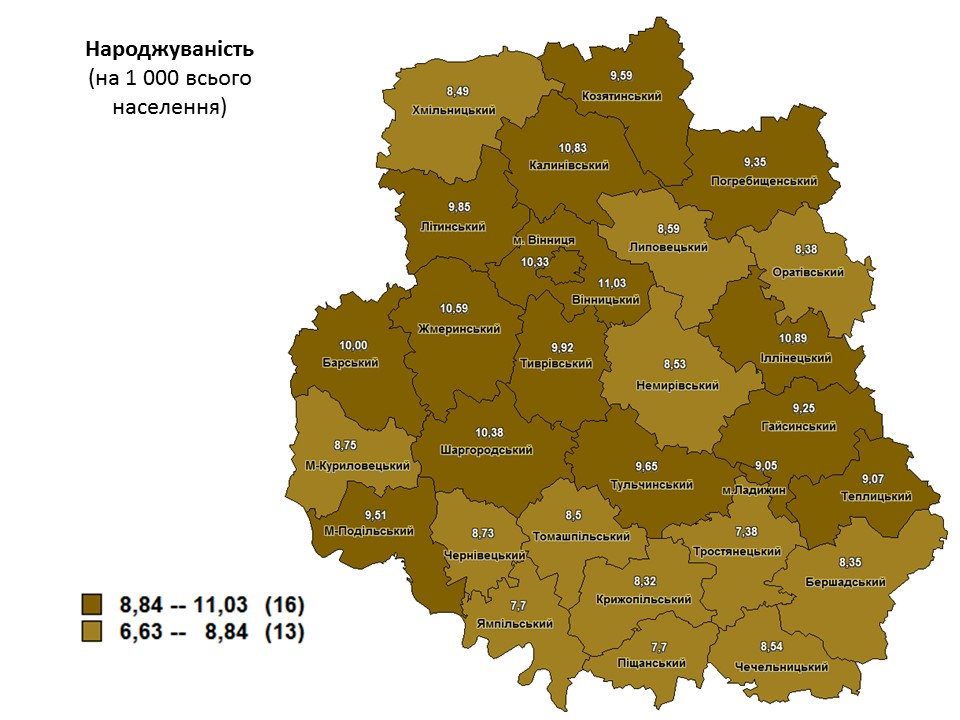 Народжуваність
(на 1 000 всього
населення)
9,59
Козятинський
8,49
Хмільницький
10,83
Калинівський
9,35
Погребищенський
9,85
Літинський
м. Вінниця
10,33
8,59
Липовецький
8,38
Оратівський
11,03
Вінницький
10,59
Жмеринський
10,00
Барський
9,92
Тиврівський
10,89
Іллінецький
8,53
Немирівський
9,25
Гайсинський
10,38
Шаргородський
8,75
М-Куриловецький
9,65
Тульчинський
9,05
м.Ладижин
9,07
Теплицький
9,51
М-Подільський
8,73
Чернівецький
8,5
Томашпільський
7,38
Тростянецький
8,35
Бершадський
8,32
Крижопільський
7,7
Ямпільський
7,7
Піщанський
8,54
Чечельницький
8,84 -- 11,03 (16)
6,63 -- 8,84 (13)